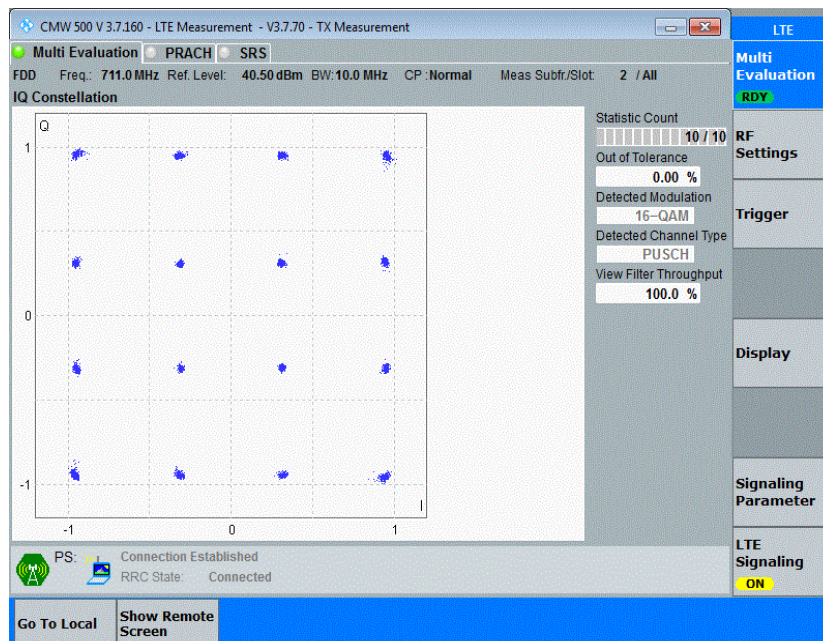 CMW 500 V 3.7.160 - LTE Measurement - V3.7.70 - TX Measurement
LTE
Multi Evaluation PRACH SRS
FDD Freq.: 711.0 MHz Ref. Level: 40.50 dBm BW: 10.0 MHz CP : Normal Meas Subfr./Slot: 2 / All
IQ Constellation
Q
1
0
-1
-1
0
1
I
Statistic Count
10 / 10
Out of Tolerance
0.00 %
Detected Modulation
16-QAM
Detected Channel Type
PUSCH
View Filter Throughput
100.0 %
Multi
Evaluation
RDY
RF
Settings
Trigger
Display
Signaling
Parameter
LTE
Signaling
ON
PS: Connection Established
RRC State: Connected
Go To Local
Show Remote
Screen